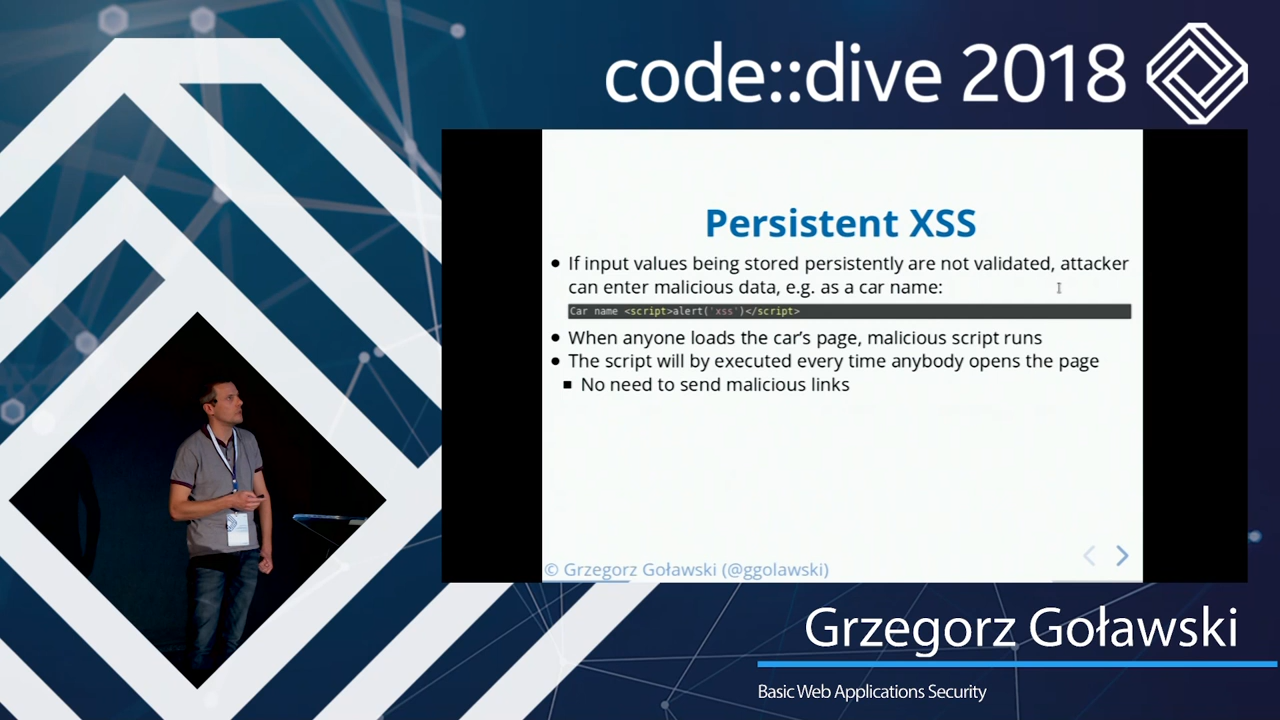 code::dive 2018
Persistent XSS
• If input values being stored persistently are not validated, attacker
can enter malicious data, e.g. as a car name:
Car name <script>alert('xss')</script>
• When anyone loads the car's page, malicious script runs
• The script will by executed every time anybody opens the page
▪ No need to send malicious links
© Grzegorz Goławski (@ggolawski)
Grzegorz Goławski
Basic Web Applications Security